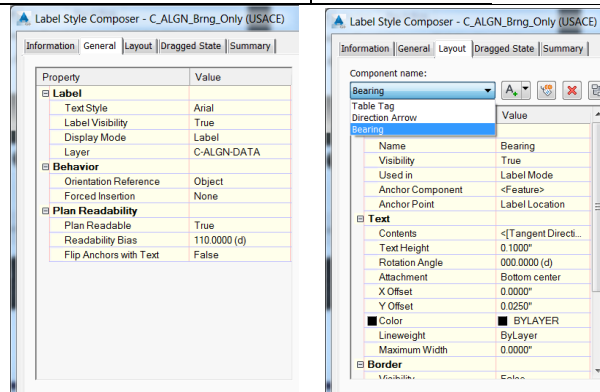 Label Style Composer - C_ALGN_Brng_Only (USACE)
Information General Layout Dragged State Summary
Property Value
Label
Text Style Arial
Label Visibility True
Display Mode Label
Layer C-ALGN-DATA
Behavior
Orientation Reference Object
Forced Insertion None
Plan Readability
Plan Readable True
Readability Bias 110.0000 (d)
Flip Anchors with Text False
Label Style Composer - C_ALGN_Brng_Only (USACE)
Information General Layout Dragged State Summary
Component name:
Bearing
Table Tag
Direction Arrow
Bearing
Value
Name Bearing
Visibility True
Used in Label Mode
Anchor Component <Feature>
Anchor Point Label Location
Text
Contents <[Tangent Directi...
Text Height 0.1000"
Rotation Angle 000.0000 (d)
Attachment Bottom center
X Offset 0.0000"
Y Offset 0.0250"
Color BYLAYER
Lineweight ByLayer
Maximum Width 0.0000"
Border
Visibility False